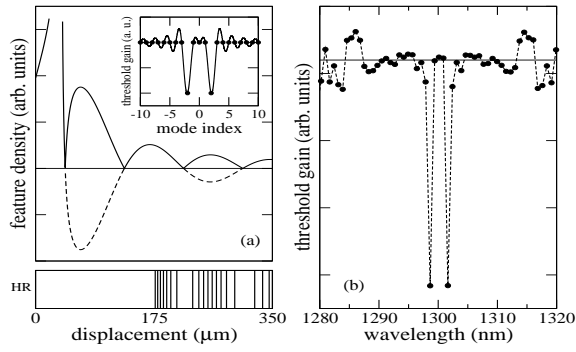 feature density (arb. units)
threshold gain (a. u.)
-10 -5 0 5 10
mode index
(a)
HR
0 175 350
displacement (μm)
threshold gain (arb. units)
(b)
1280 1290 1300 1310 1320
wavelength (nm)